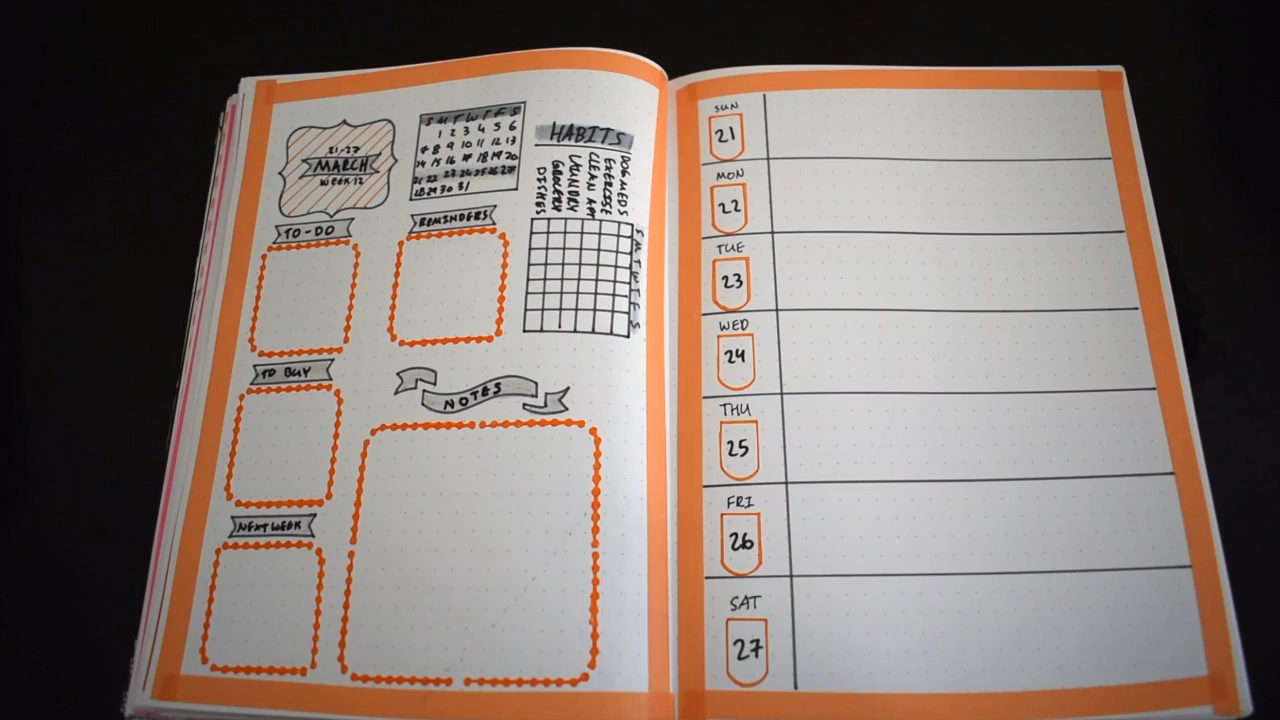 21-27
MARCH
WEEK 12
S M T W T F S
1 2 3 4 5 6
7 8 9 10 11 12 13
14 15 16 17 18 19 20
21 22 23 24 25 26 27
28 29 30 31
HABITS
DISHES
GROCERY
LAUNDRY
CLEAN APT
EXERCISE
DOG MEDS
S
M
T
W
T
F
S
TO-DO
REMINDERS
TO BUY
NOTES
NEXT WEEK
SUN
21
MON
22
TUE
23
WED
24
THU
25
FRI
26
SAT
27